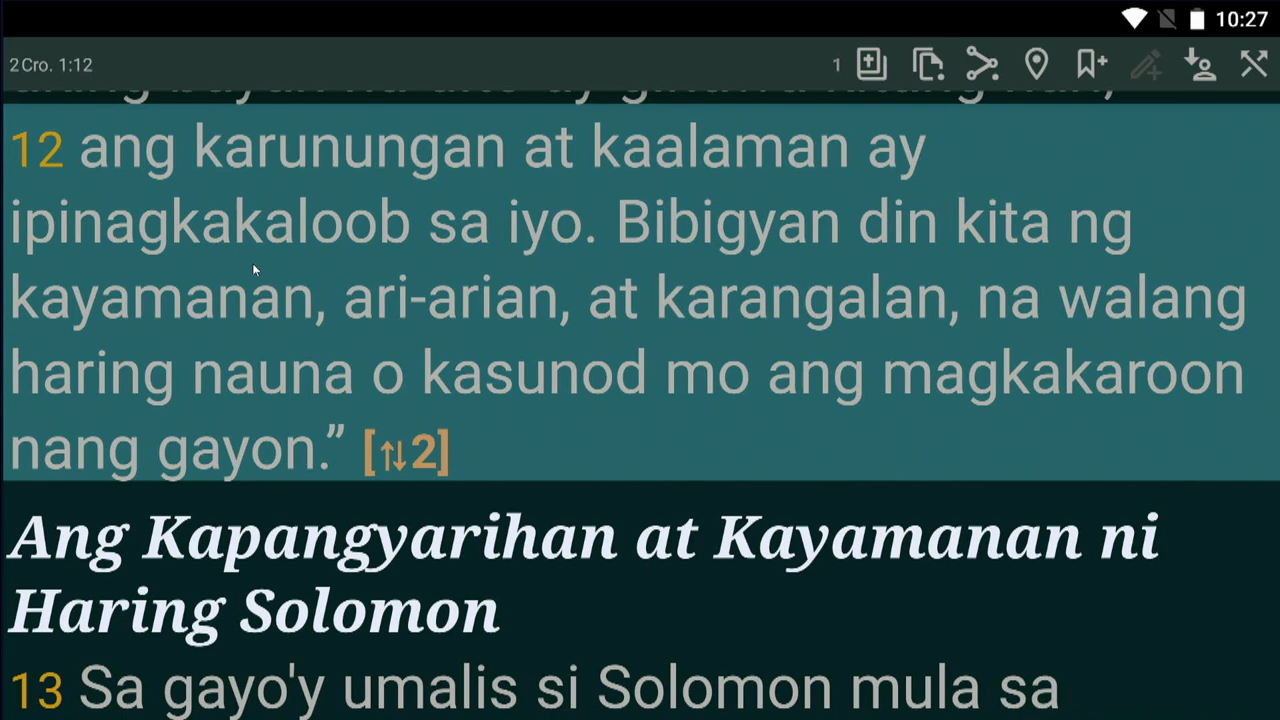 10:27
2Cro. 1:12
1
12 ang karunungan at kaalaman ay
ipinagkakaloob sa iyo. Bibigyan din kita ng
kayamanan, ari-arian, at karangalan, na walang
haring nauna o kasunod mo ang magkakaroon
nang gayon.” [⇅2]
Ang Kapangyarihan at Kayamanan ni
Haring Solomon
13 Sa gayo'y umalis si Solomon mula sa